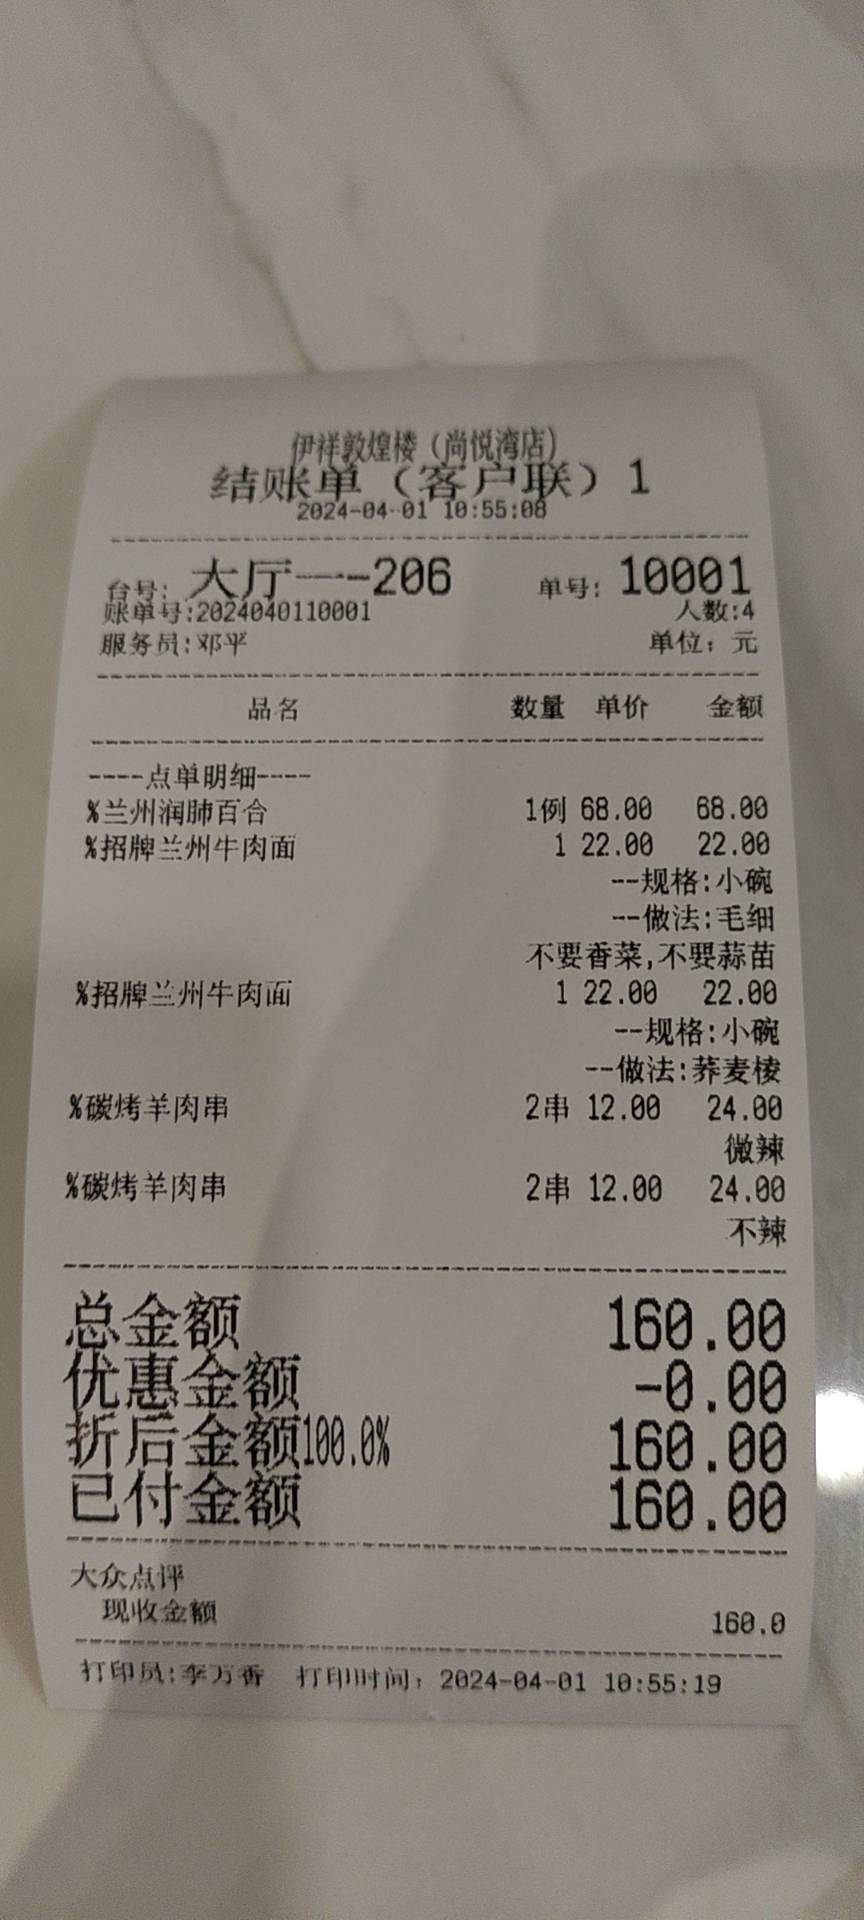 伊祥敦煌楼（尚悦湾店）
结账单（客户联）1
2024-04-01 10:55:08
台号: 大厅一--206 单号: 10001
账单号:2024040110001 人数:4
服务员:邓平 单位: 元
品名 数量 单价 金额
----点单明细----
%兰州润肺百合 1例 68.00 68.00
%招牌兰州牛肉面 1 22.00 22.00
--规格:小碗
--做法:毛细
不要香菜,不要蒜苗
%招牌兰州牛肉面 1 22.00 22.00
--规格:小碗
--做法:荞麦棱
%碳烤羊肉串 2串 12.00 24.00
微辣
%碳烤羊肉串 2串 12.00 24.00
不辣
总金额 160.00
优惠金额 -0.00
折后金额100.0% 160.00
已付金额 160.00
大众点评
现收金额 160.0
打印员:李万香 打印时间: 2024-04-01 10:55:19